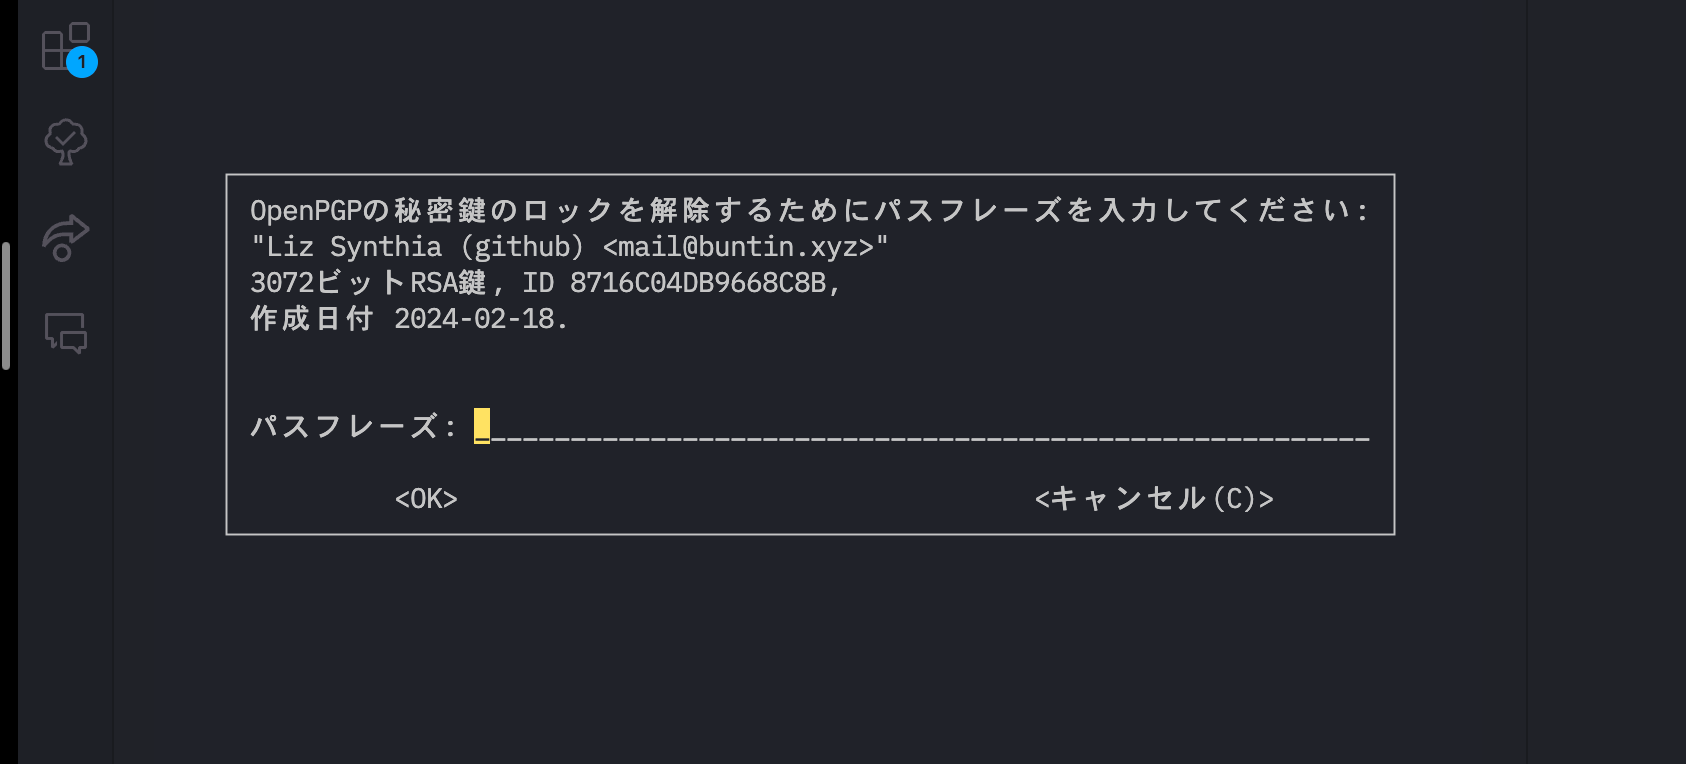 1
OpenPGPの秘密鍵のロックを解除するためにパスフレーズを入力してください:
"Liz Synthia (github) <mail@buntin.xyz>"
3072ビットRSA鍵, ID 8716C04DB9668C8B,
作成日付 2024-02-18.
パスフレーズ: ________________________________________________________
<OK> <キャンセル(C)>